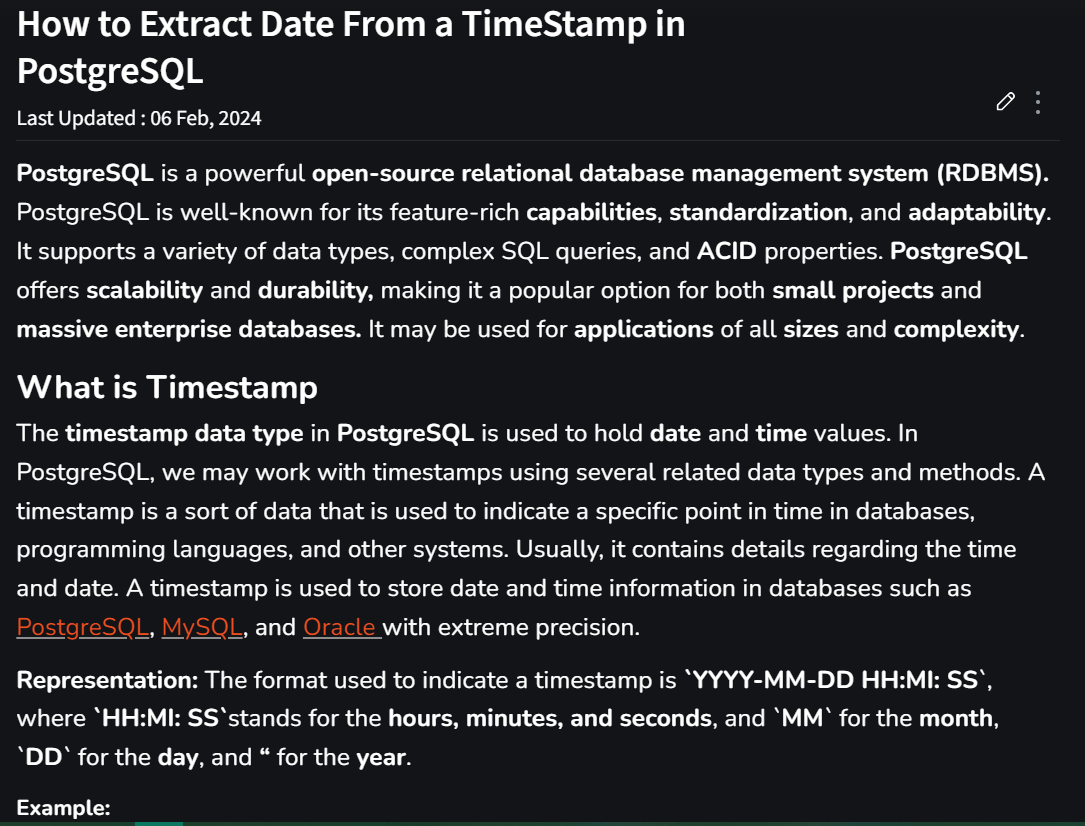 How to Extract Date From a TimeStamp in
PostgreSQL
Last Updated : 06 Feb, 2024
PostgreSQL is a powerful open-source relational database management system (RDBMS).
PostgreSQL is well-known for its feature-rich capabilities, standardization, and adaptability.
It supports a variety of data types, complex SQL queries, and ACID properties. PostgreSQL
offers scalability and durability, making it a popular option for both small projects and
massive enterprise databases. It may be used for applications of all sizes and complexity.
What is Timestamp
The timestamp data type in PostgreSQL is used to hold date and time values. In
PostgreSQL, we may work with timestamps using several related data types and methods. A
timestamp is a sort of data that is used to indicate a specific point in time in databases,
programming languages, and other systems. Usually, it contains details regarding the time
and date. A timestamp is used to store date and time information in databases such as
PostgreSQL, MySQL, and Oracle with extreme precision.
Representation: The format used to indicate a timestamp is `YYYY-MM-DD HH:MI: SS`,
where `HH:MI: SS`stands for the hours, minutes, and seconds, and `MM` for the month,
`DD` for the day, and “ for the year.
Example: